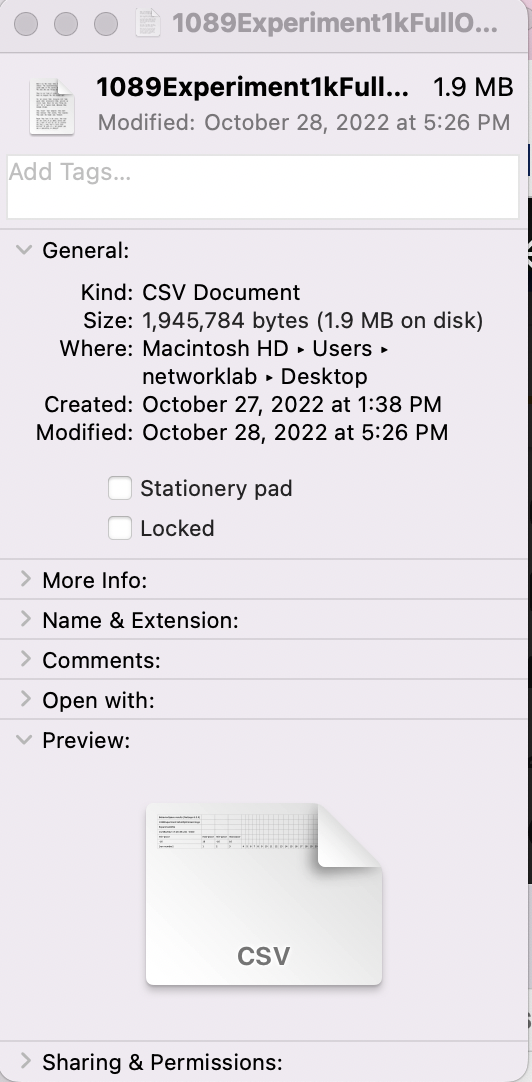 1089Experiment1kFullO...
1089Experiment1kFull... 1.9 MB
Modified: October 28, 2022 at 5:26 PM
Add Tags...
General:
Kind: CSV Document
Size: 1,945,784 bytes (1.9 MB on disk)
Where: Macintosh HD ▸ Users ▸
networklab ▸ Desktop
Created: October 27, 2022 at 1:38 PM
Modified: October 28, 2022 at 5:26 PM
Stationery pad
Locked
More Info:
Name & Extension:
Comments:
Open with:
Preview:
CSV
Sharing & Permissions: